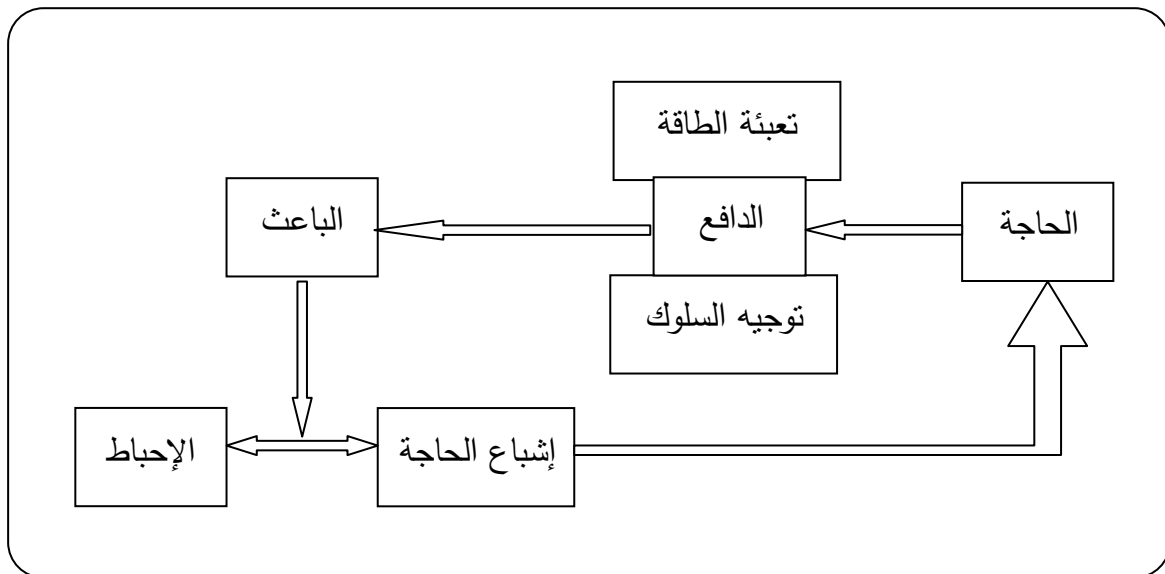 تعبئة الطاقة
الحاجة
الدافع
الباعث
توجيه السلوك
إشباع الحاجة
الإحباط